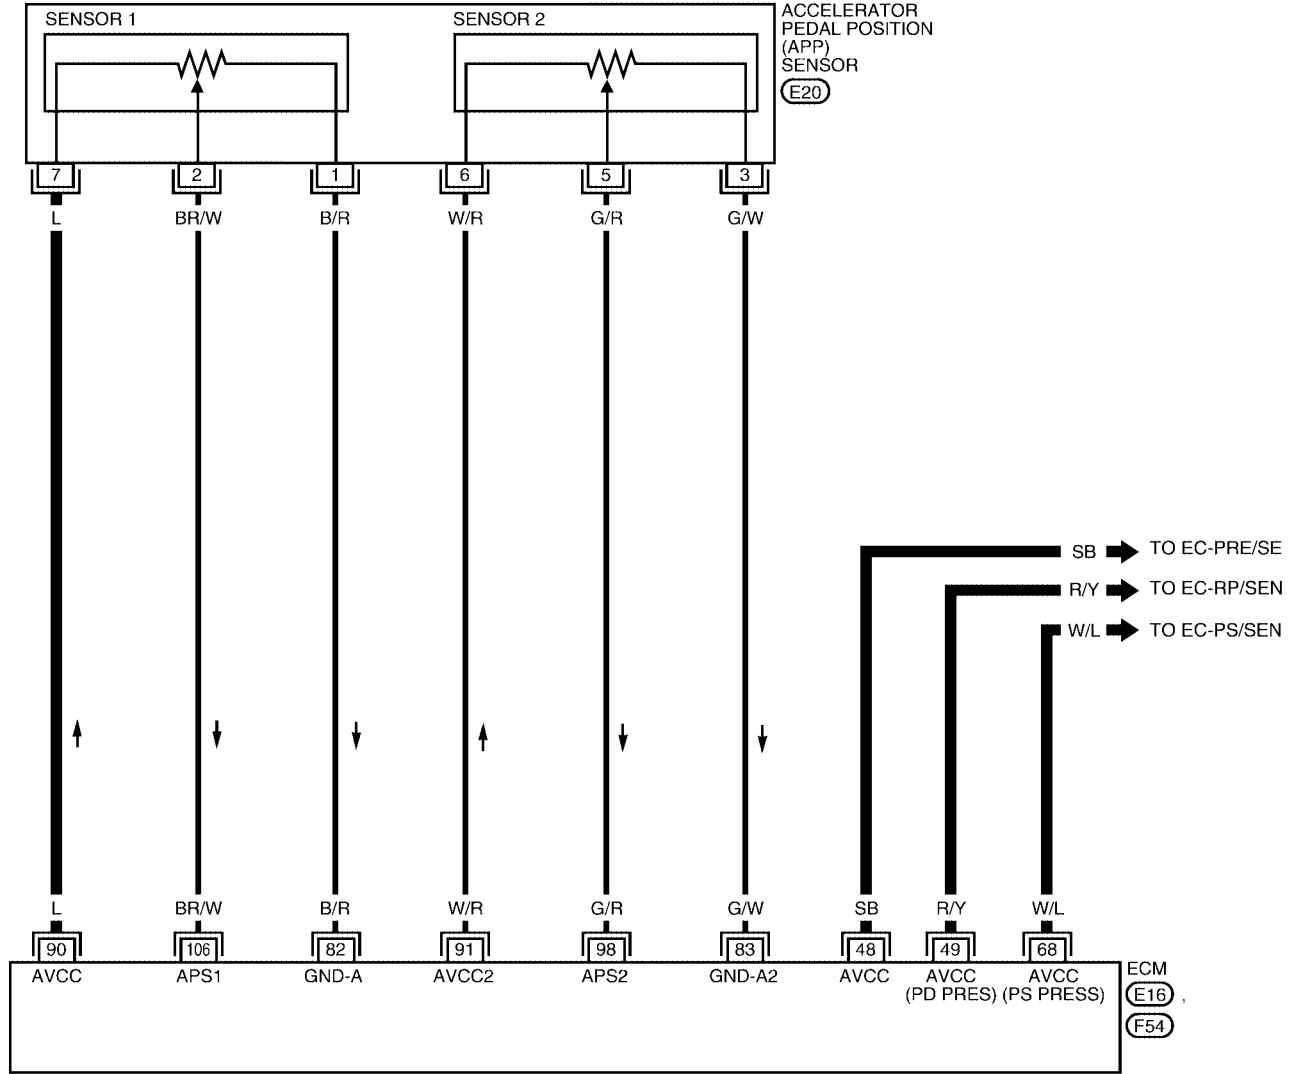 SENSOR 1
SENSOR 2
ACCELERATOR
PEDAL POSITION
(APP)
SENSOR
E20
7 2 1 6 5 3
L BR/W B/R W/R G/R G/W
SB TO EC-PRE/SE
R/Y TO EC-RP/SEN
W/L TO EC-PS/SEN
L BR/W B/R W/R G/R G/W SB R/Y W/L
90 106 82 91 98 83 48 49 68
AVCC APS1 GND-A AVCC2 APS2 GND-A2 AVCC AVCC AVCC
(PD PRES) (PS PRESS)
ECM
E16 ,
F54